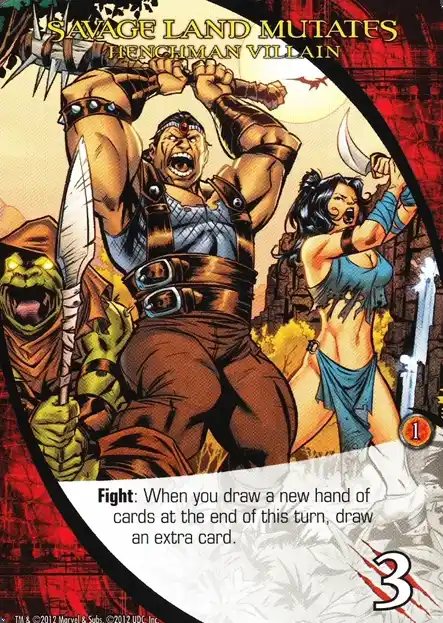 SAVAGE LAND MUTATES
HENCHMAN VILLAIN
1
Fight: When you draw a new hand of
cards at the end of this turn, draw
an extra card.
3
TM & ©2012 Marvel & Subs. ©2012 UDC, Inc.